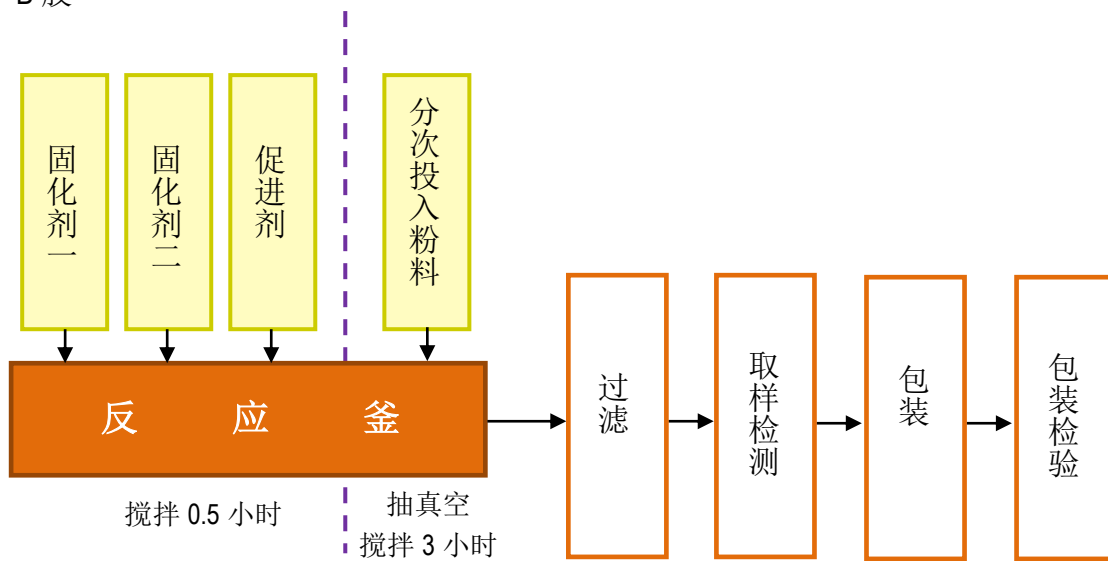 B 胶
固化剂一
固化剂二
促进剂
分次投入粉料
反应釜
过滤
取样检测
包装
包装检验
搅拌 0.5 小时
抽真空
搅拌 3 小时